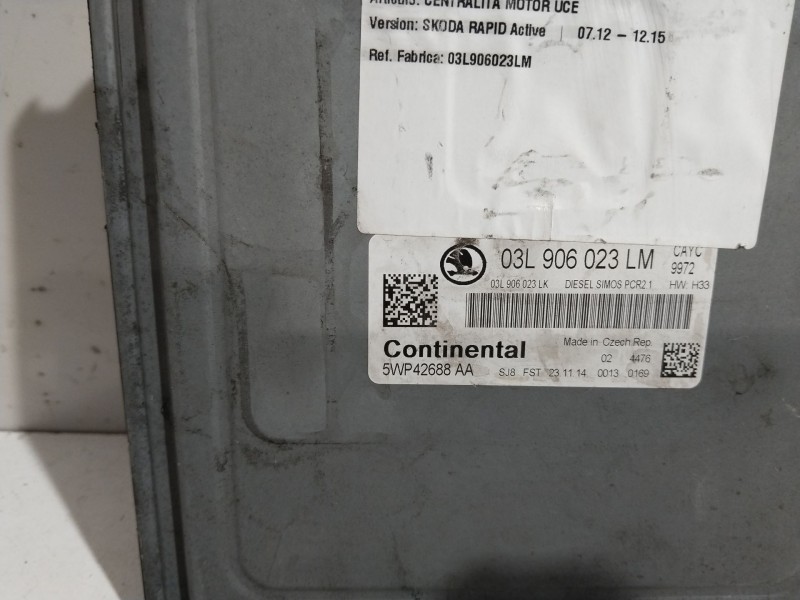 Artículo: CENTRALITA MOTOR UCE
Version: SKODA RAPID Active | 07.12 - 12.15
Ref. Fabrica: 03L906023LM
03L 906 023 LM CAYC
9972
03L 906 023 LK DIESEL SIMOS PCR2.1 HW: H33
Continental Made in Czech Rep.
02 4476
5WP42688 AA SJ8 FST 23.11.14 0013 0169